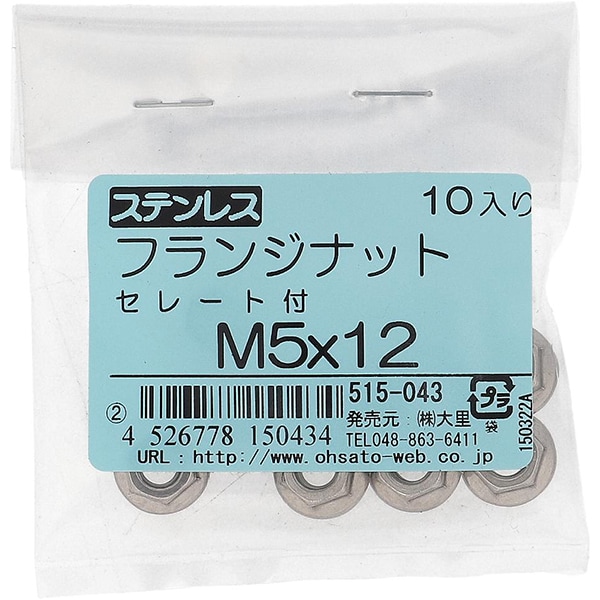 ステンレス 10入り
フランジナット
セレート付
M5x12
515-043
② 4 526778 150434
発売元：㈱大里
TEL048-863-6411
プラ
袋
150322A
URL：http://www.ohsato-web.co.jp